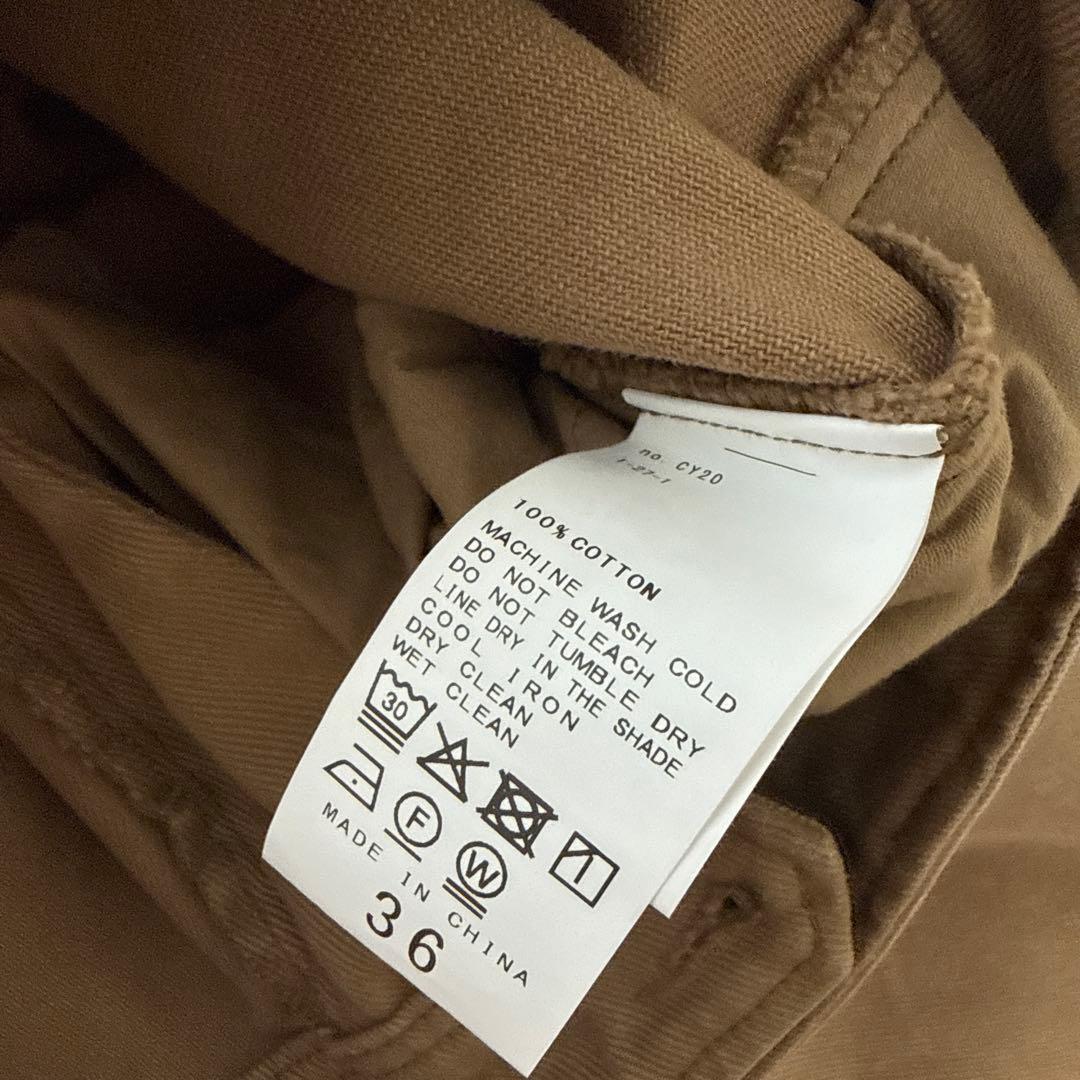 no. CY20
100% COTTON
MACHINE WASH COLD
DO NOT BLEACH
DO NOT TUMBLE DRY
LINE DRY IN THE SHADE
COOL IRON
DRY CLEAN
WET CLEAN
30
F
W
MADE IN CHINA
36